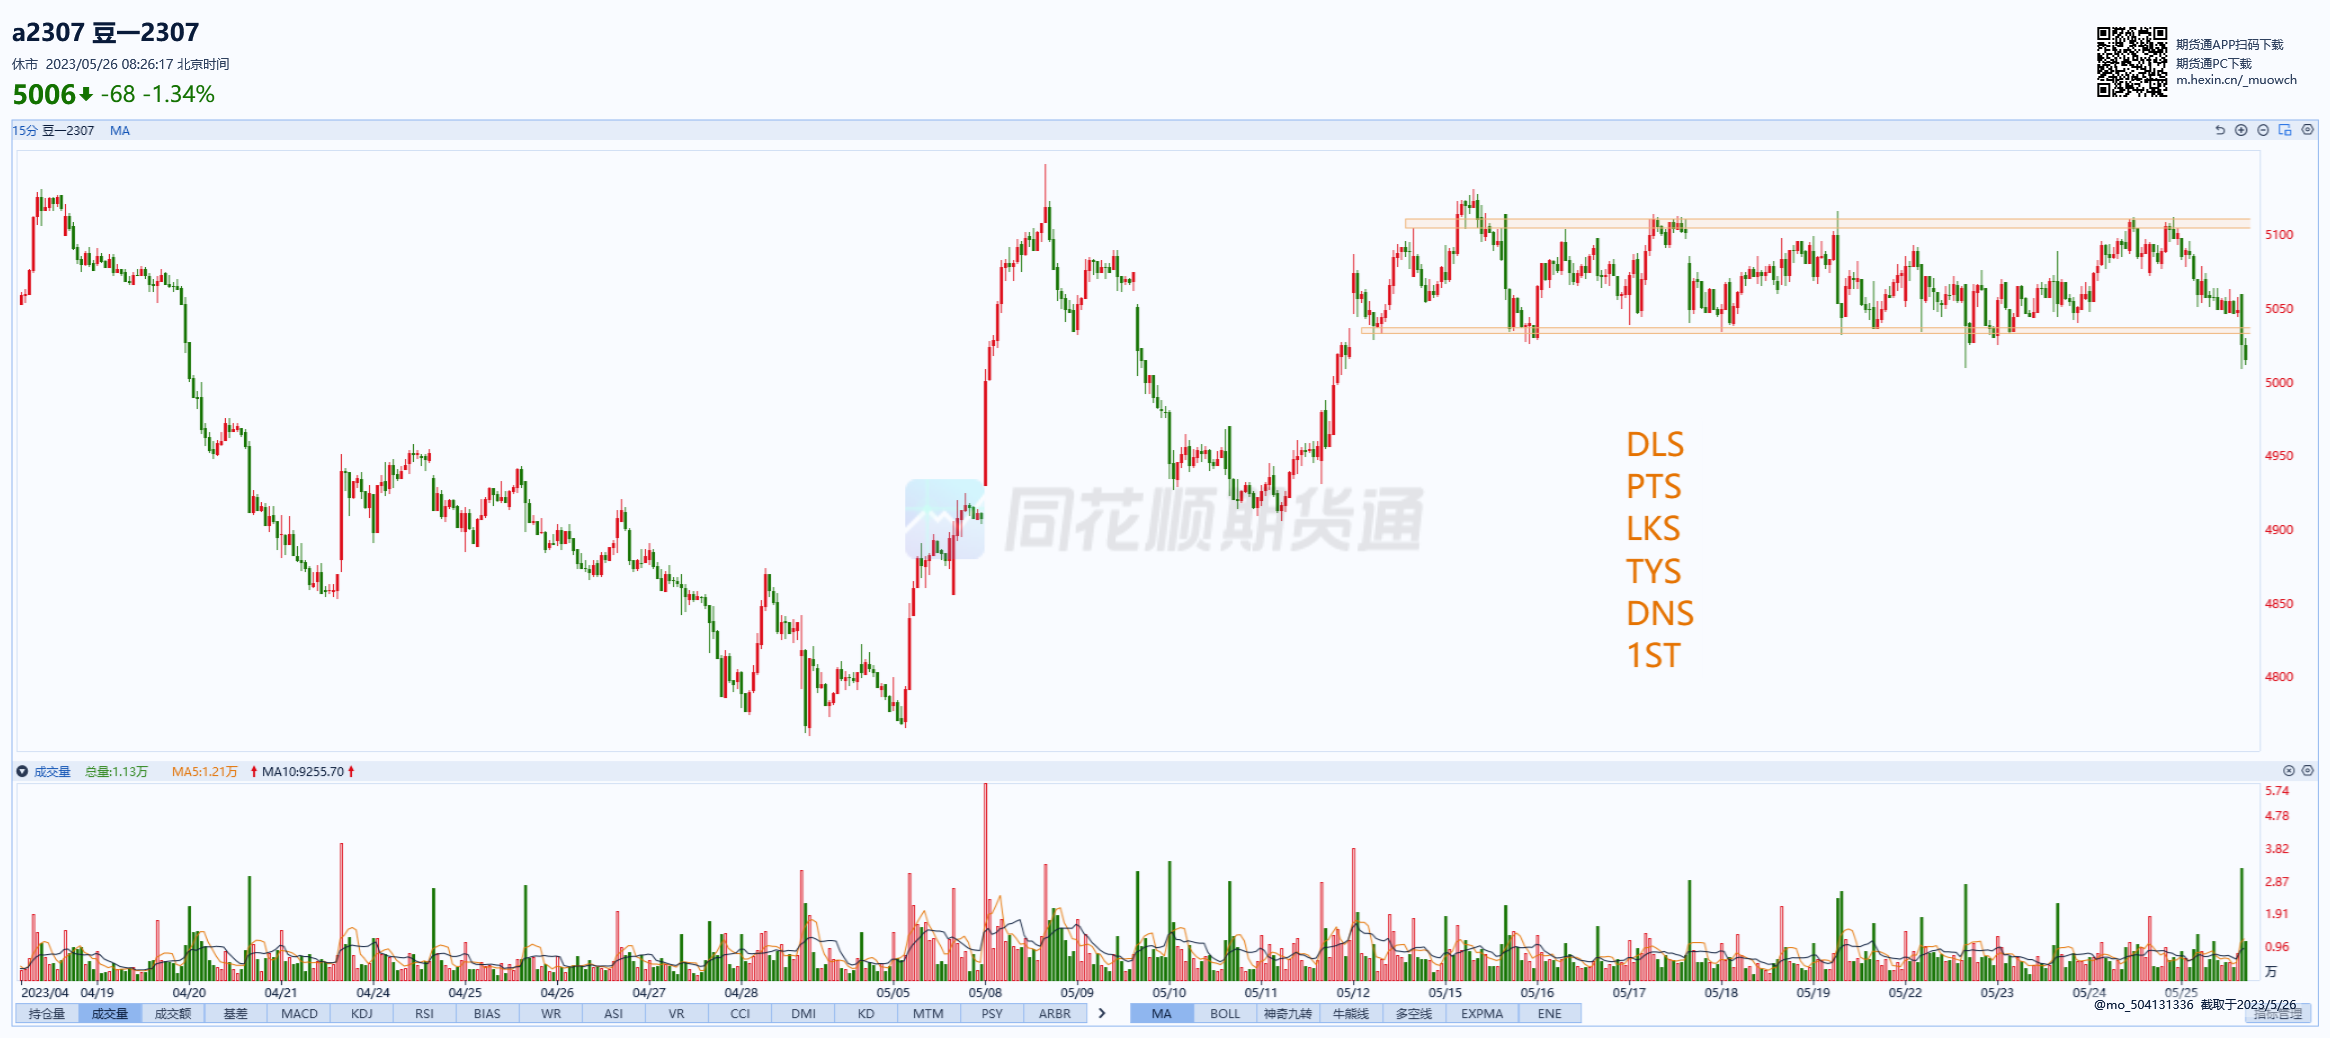 a2307 豆一2307
休市 2023/05/26 08:26:17 北京时间
5006 -68 -1.34%
期货通APP扫码下载
期货通PC下载
m.hexin.cn/_muowch
15分 豆一2307 MA
5100
5050
5000
4950
4900
4850
4800
同花顺期货通
DLS
PTS
LKS
TYS
DNS
1ST
成交量 总量:1.13万 MA5:1.21万 MA10:9255.70
5.74
4.78
3.82
2.87
1.91
0.96
万
2023/04 04/19 04/20 04/21 04/24 04/25 04/26 04/27 04/28 05/05 05/08 05/09 05/10 05/11 05/12 05/15 05/16 05/17 05/18 05/19 05/22 05/23 05/24 05/25
@mo_504131336 截取于2023/5/26
持仓量 成交量 成交额 基差 MACD KDJ RSI BIAS WR ASI VR CCI DMI KD MTM PSY ARBR MA BOLL 神奇九转 牛熊线 多空线 EXPMA ENE 指标管理